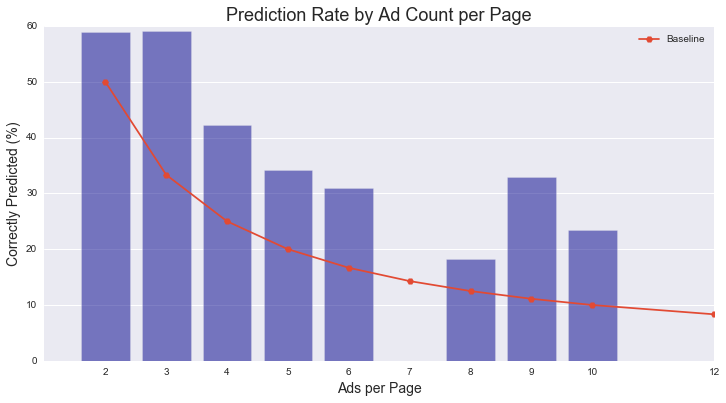 Prediction Rate by Ad Count per Page
Baseline
60
50
40
30
20
10
0
Correctly Predicted (%)
2 3 4 5 6 7 8 9 10 12
Ads per Page